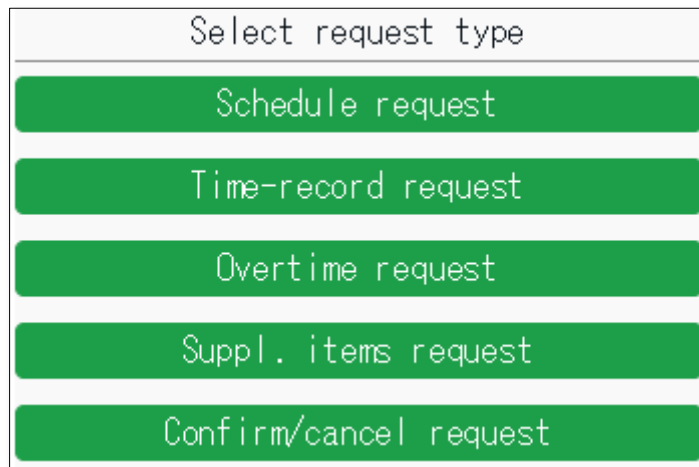 Select request type
Schedule request
Time-record request
Overtime request
Suppl. items request
Confirm/cancel request